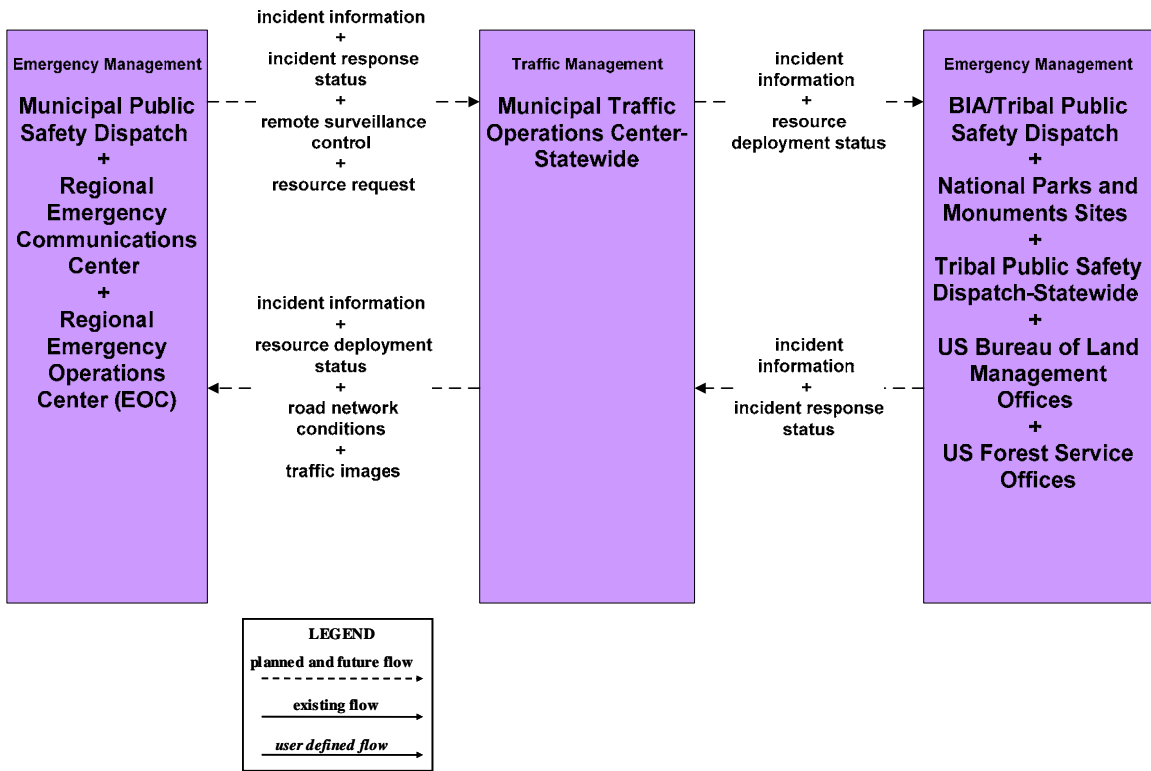 Emergency Management
Municipal Public
Safety Dispatch
+
Regional
Emergency
Communications
Center
+
Regional
Emergency
Operations
Center (EOC)
incident information
+
incident response
status
+
remote surveillance
control
+
resource request
incident information
+
resource deployment
status
+
road network
conditions
+
traffic images
Traffic Management
Municipal Traffic
Operations Center-
Statewide
incident
information
+
resource
deployment status
incident
information
+
incident response
status
Emergency Management
BIA/Tribal Public
Safety Dispatch
+
National Parks and
Monuments Sites
+
Tribal Public Safety
Dispatch-Statewide
+
US Bureau of Land
Management
Offices
+
US Forest Service
Offices
LEGEND
planned and future flow
existing flow
user defined flow